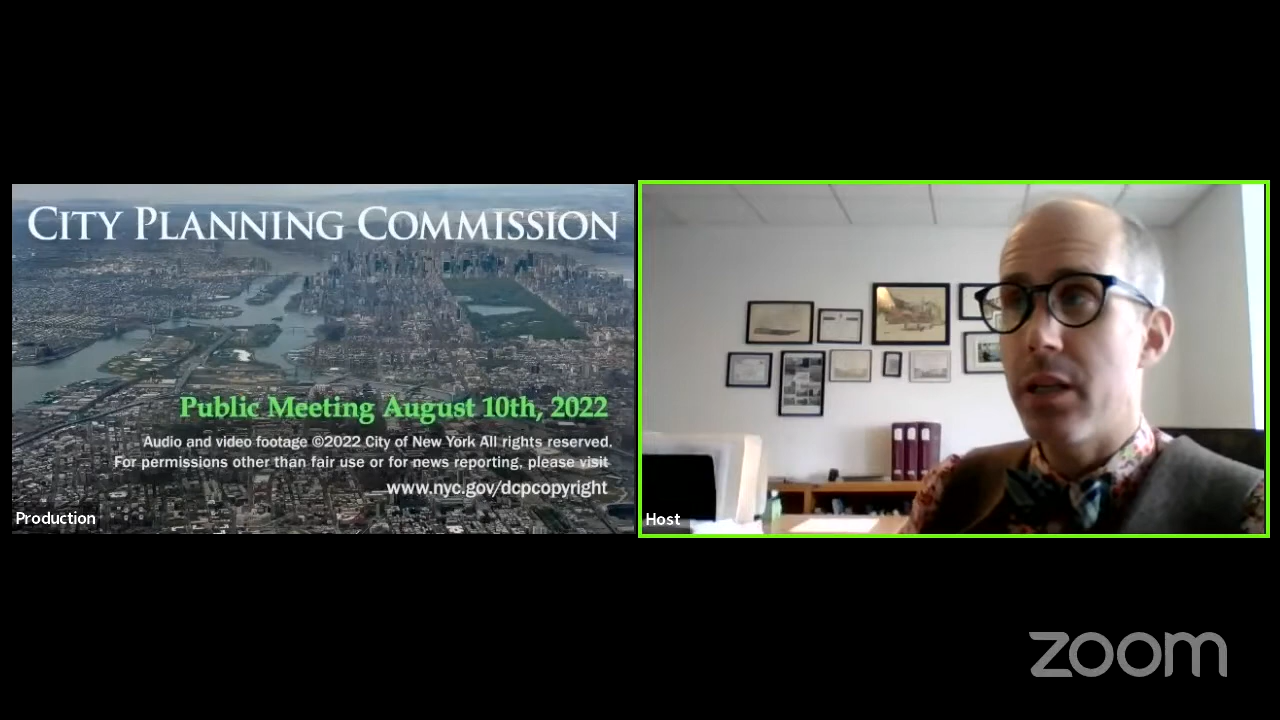 CITY PLANNING COMMISSION
Public Meeting August 10th, 2022
Audio and video footage ©2022 City of New York All rights reserved.
For permissions other than fair use or for news reporting, please visit
www.nyc.gov/dcpcopyright
Production
Host
zoom